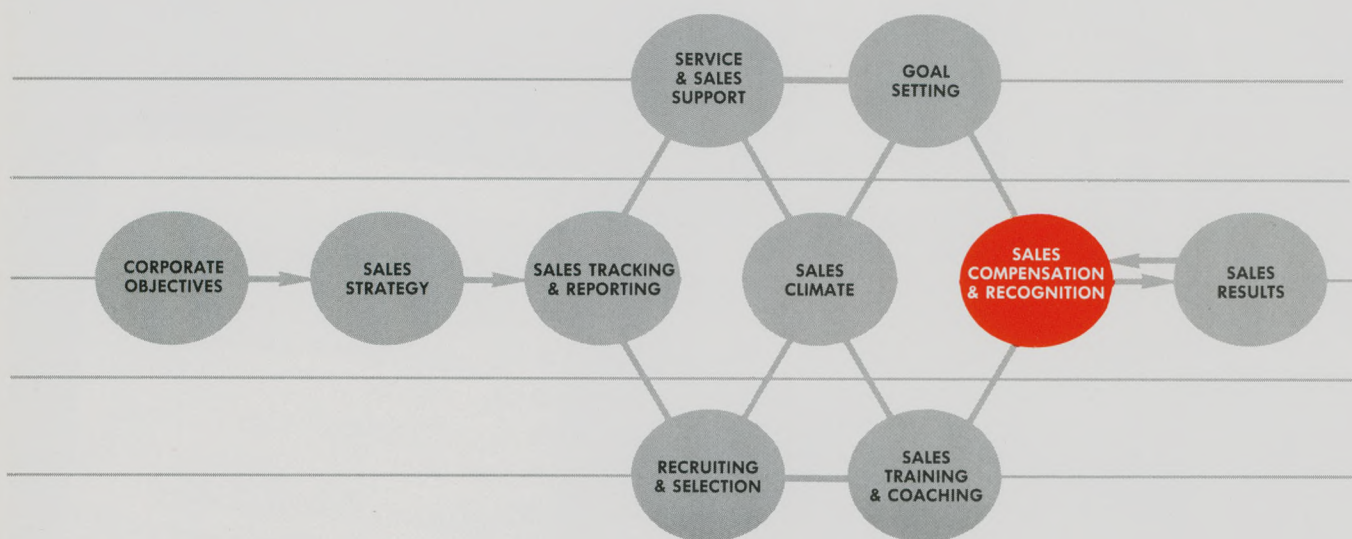 SERVICE
& SALES
SUPPORT
GOAL
SETTING
CORPORATE
OBJECTIVES
SALES
STRATEGY
SALES TRACKING
& REPORTING
SALES
CLIMATE
SALES
COMPENSATION
& RECOGNITION
SALES
RESULTS
RECRUITING
& SELECTION
SALES
TRAINING
& COACHING